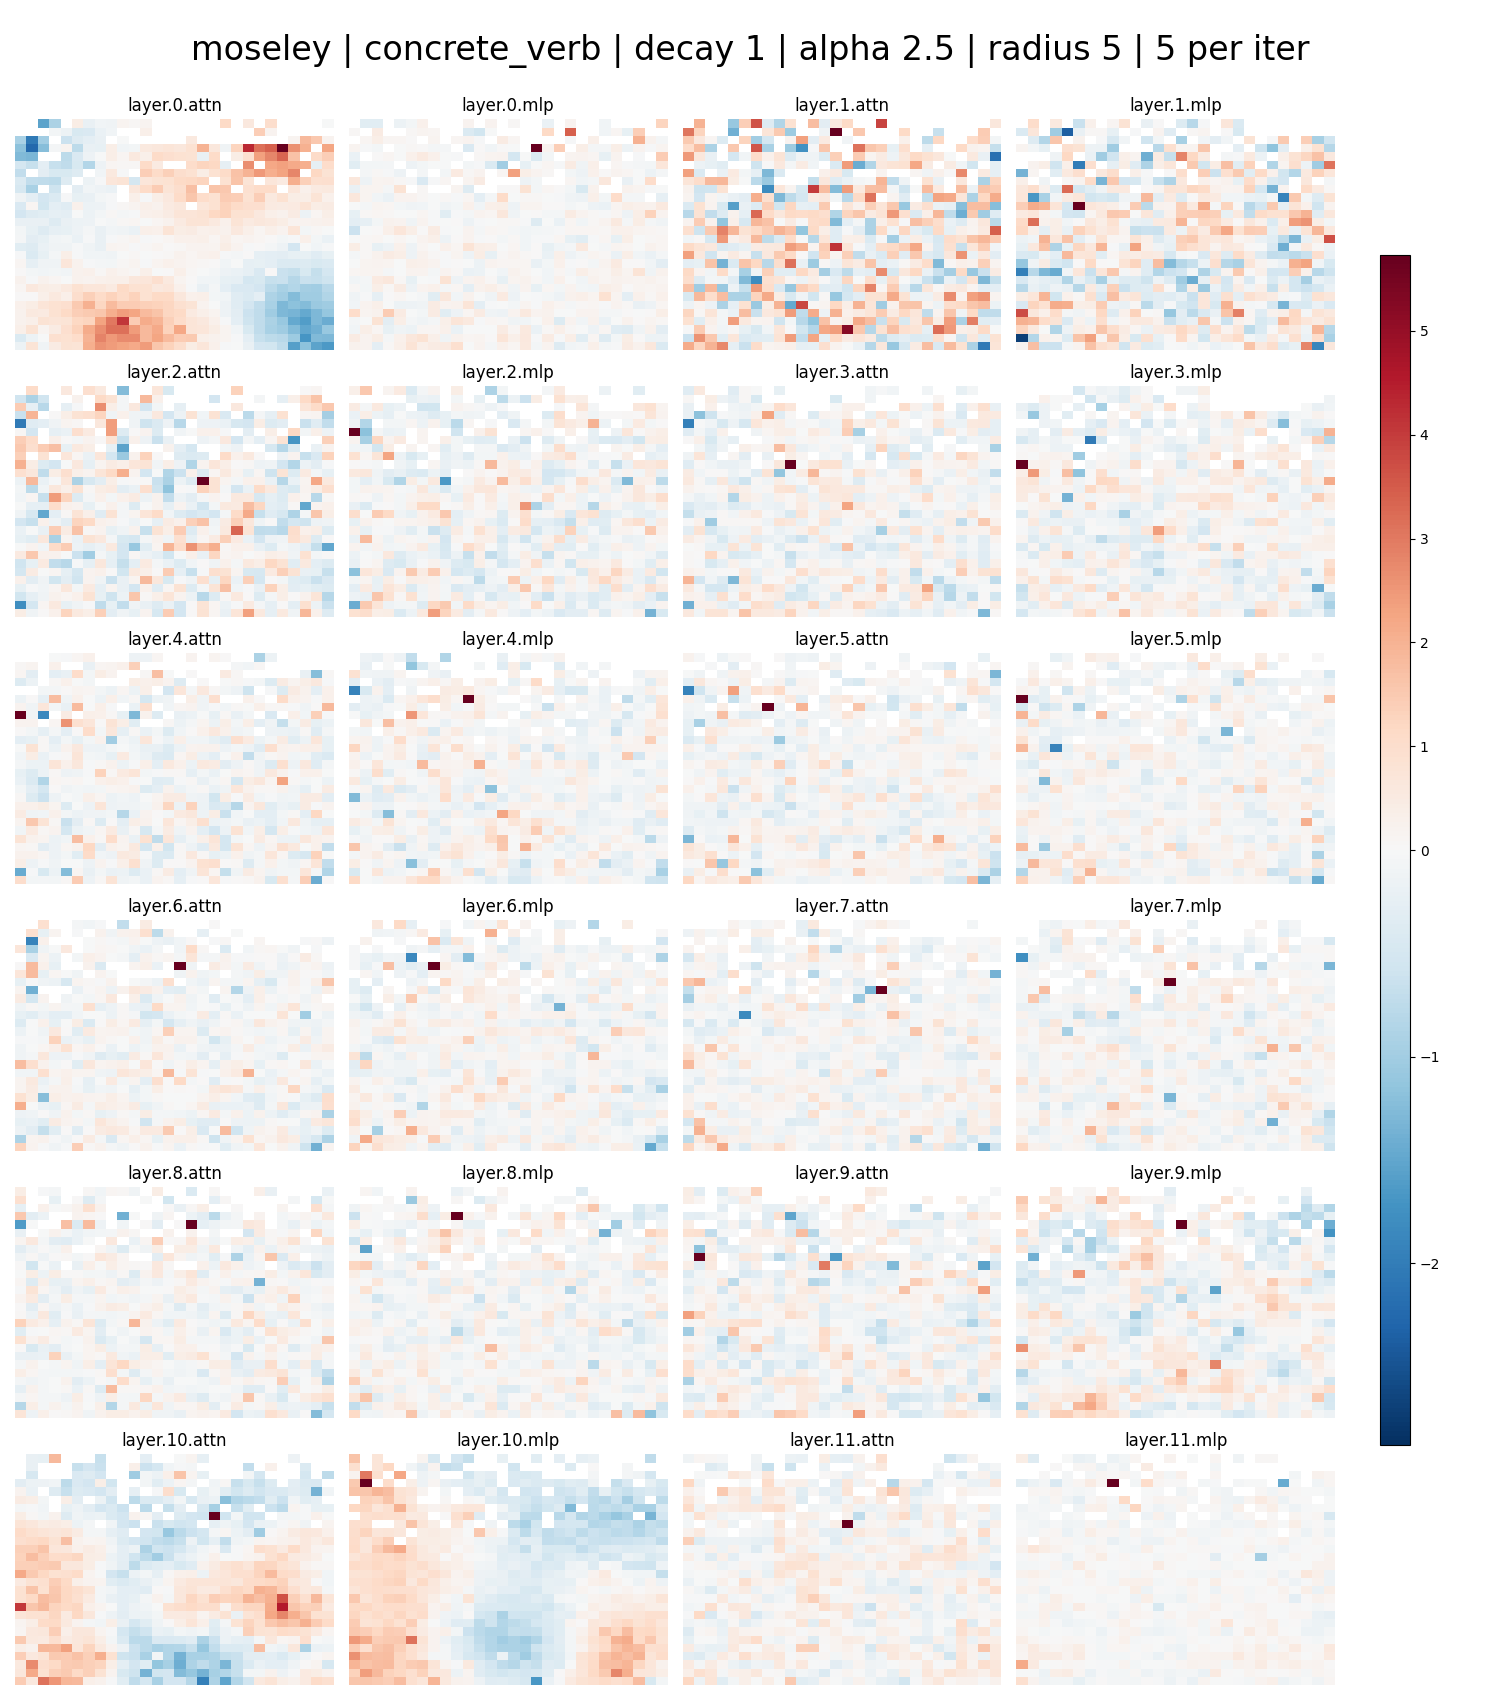 moseley | concrete_verb | decay 1 | alpha 2.5 | radius 5 | 5 per iter
layer.0.attn layer.0.mlp layer.1.attn layer.1.mlp
layer.2.attn layer.2.mlp layer.3.attn layer.3.mlp
layer.4.attn layer.4.mlp layer.5.attn layer.5.mlp
layer.6.attn layer.6.mlp layer.7.attn layer.7.mlp
layer.8.attn layer.8.mlp layer.9.attn layer.9.mlp
layer.10.attn layer.10.mlp layer.11.attn layer.11.mlp
5
4
3
2
1
0
−1
−2